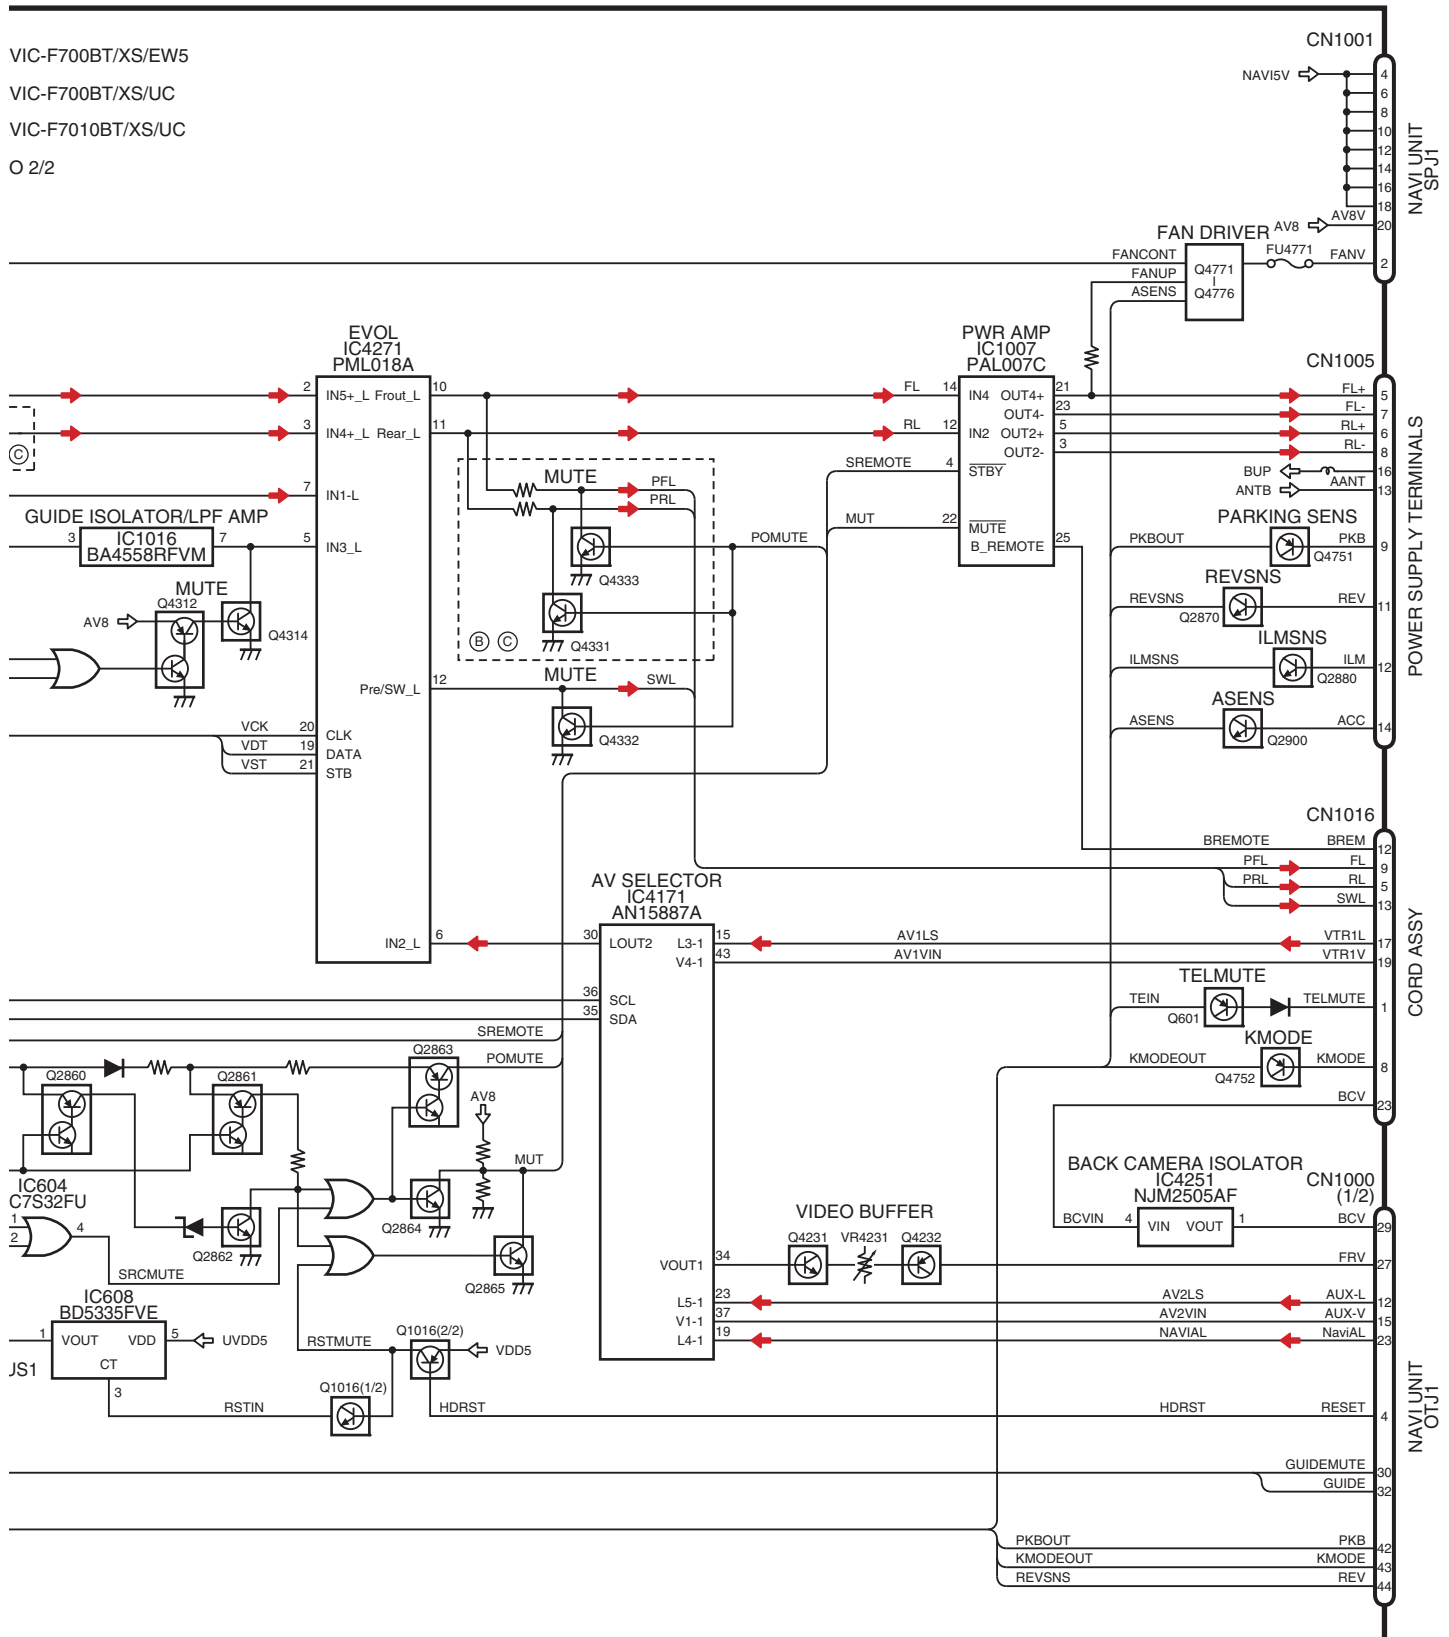 VIC-F700BT/XS/EW5
VIC-F700BT/XS/UC
VIC-F7010BT/XS/UC
O 2/2
CN1001
NAVI5V
4
6
8
10
12
14
16
18
AV8
AV8V
20
NAVI UNIT
SPJ1
FAN DRIVER
FANCONT
FANUP
ASENS
Q4771
Q4776
FU4771
FANV
2
EVOL
IC4271
PML018A
2
IN5+_L
Frout_L
10
3
IN4+_L
Rear_L
11
7
IN1-L
5
IN3_L
Pre/SW_L
12
VCK
20
CLK
VDT
19
DATA
VST
21
STB
IN2_L
6
C
GUIDE ISOLATOR/LPF AMP
3
IC1016
BA4558RFVM
7
MUTE
Q4312
AV8
Q4314
MUTE
PFL
PRL
Q4333
Q4331
B
C
POMUTE
MUTE
SWL
Q4332
PWR AMP
IC1007
PAL007C
FL
14
IN4
OUT4+
21
OUT4-
23
RL
12
IN2
OUT2+
5
OUT2-
3
SREMOTE
4
STBY
MUT
22
MUTE
B_REMOTE
25
CN1005
FL+
5
FL-
7
RL+
6
RL-
8
BUP
16
ANTB
AANT
13
PARKING SENS
PKBOUT
Q4751
PKB
9
REVSNS
REVSNS
Q2870
REV
11
ILMSNS
ILMSNS
Q2880
ILM
12
ASENS
ASENS
Q2900
ACC
14
POWER SUPPLY TERMINALS
CN1016
BREMOTE
BREM
12
PFL
FL
9
PRL
RL
5
SWL
13
AV SELECTOR
IC4171
AN15887A
30
LOUT2
L3-1
15
AV1LS
VTR1L
17
V4-1
43
AV1VIN
VTR1V
19
36
SCL
35
SDA
TELMUTE
TEIN
Q601
TELMUTE
1
KMODE
KMODEOUT
Q4752
KMODE
8
BCV
23
CORD ASSY
SREMOTE
POMUTE
Q2860
Q2861
Q2863
AV8
MUT
IC604
C7S32FU
1
2
4
Q2862
Q2864
Q2865
SRCMUTE
IC608
BD5335FVE
1
VOUT
VDD
5
UVDD5
CT
3
JS1
RSTMUTE
Q1016(2/2)
VDD5
Q1016(1/2)
RSTIN
HDRST
BACK CAMERA ISOLATOR
IC4251
NJM2505AF
BCVIN
4
VIN
VOUT
1
CN1000
(1/2)
BCV
29
VIDEO BUFFER
Q4231
VR4231
Q4232
VOUT1
34
FRV
27
L5-1
23
AV2LS
AUX-L
12
V1-1
37
AV2VIN
AUX-V
15
L4-1
19
NAVIAL
NaviAL
23
HDRST
RESET
4
GUIDEMUTE
30
GUIDE
32
PKBOUT
PKB
42
KMODEOUT
KMODE
43
REVSNS
REV
44
NAVI UNIT
OTJ1